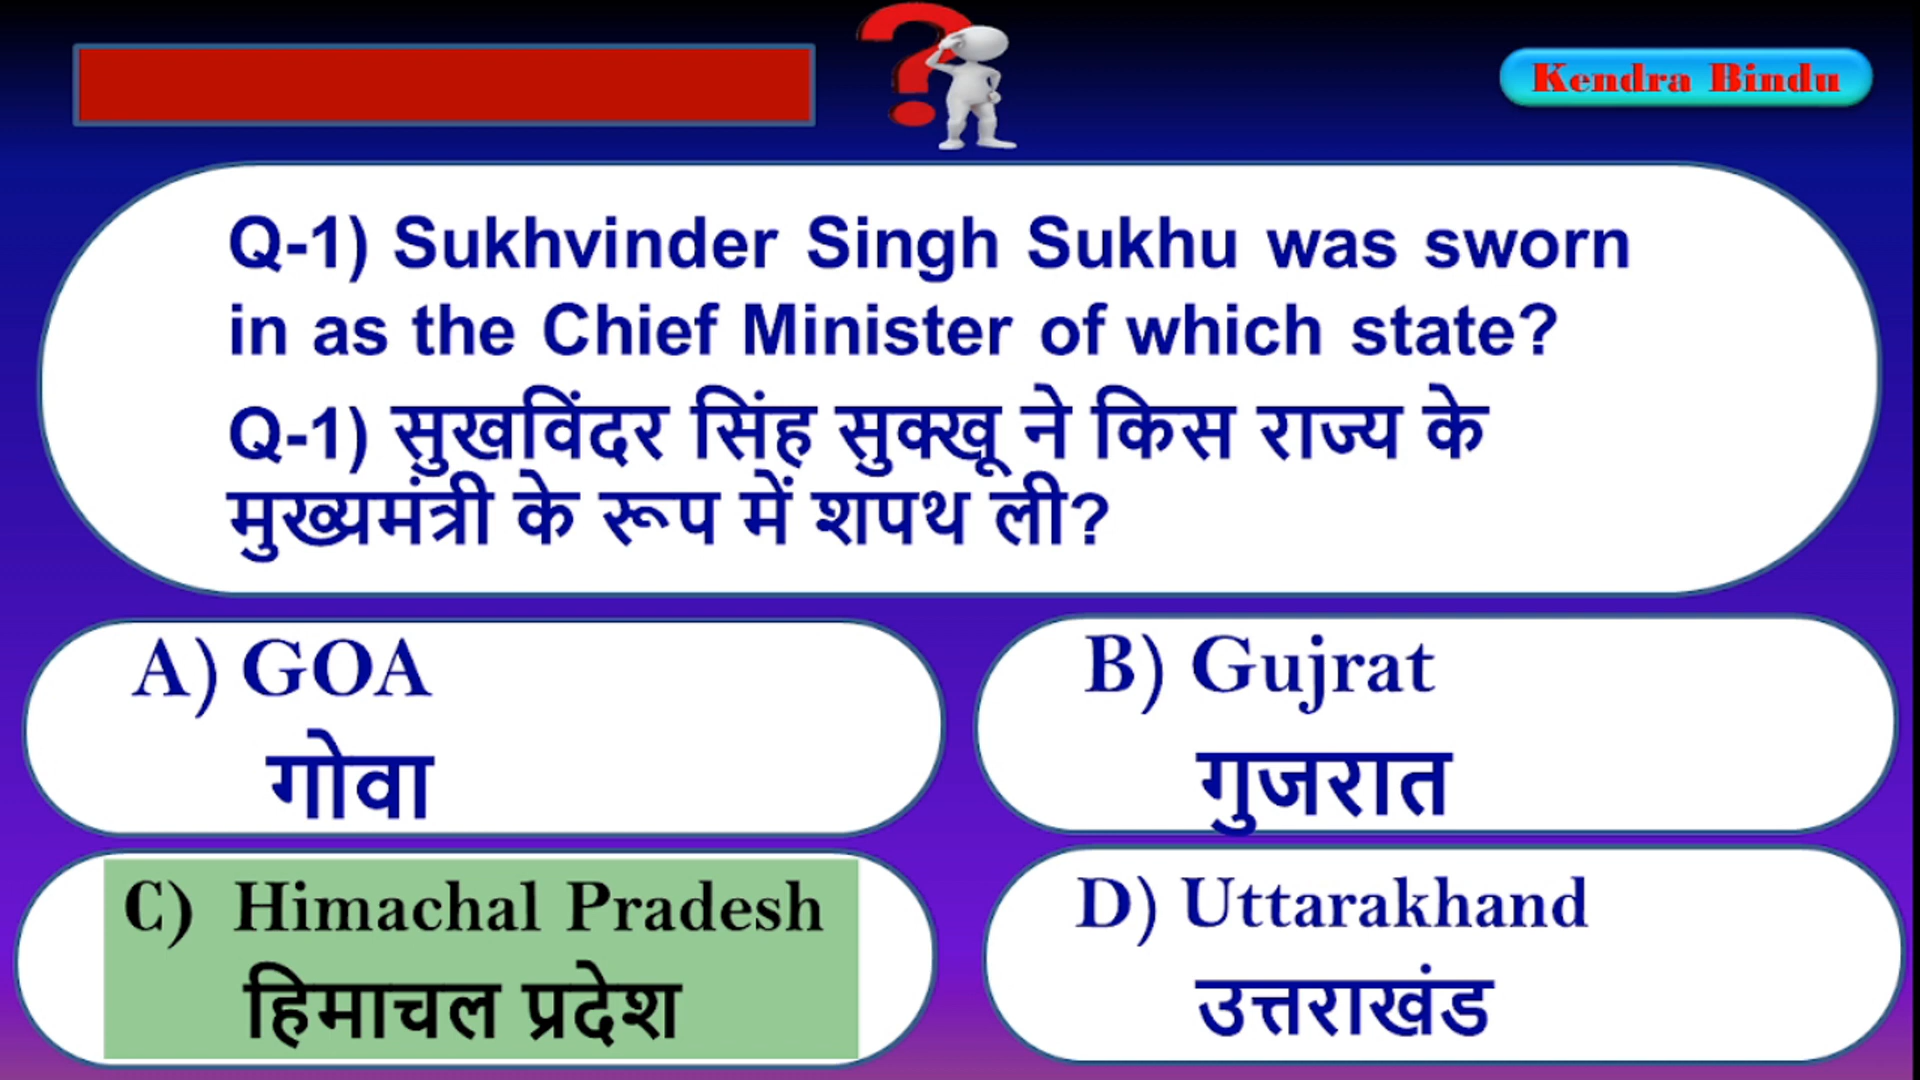 Kendra Bindu
Q-1) Sukhvinder Singh Sukhu was sworn
in as the Chief Minister of which state?
Q-1) सुखविंदर सिंह सुक्खू ने किस राज्य के
मुख्यमंत्री के रूप में शपथ ली?
A) GOA
गोवा
B) Gujrat
गुजरात
C) Himachal Pradesh
हिमाचल प्रदेश
D) Uttarakhand
उत्तराखंड